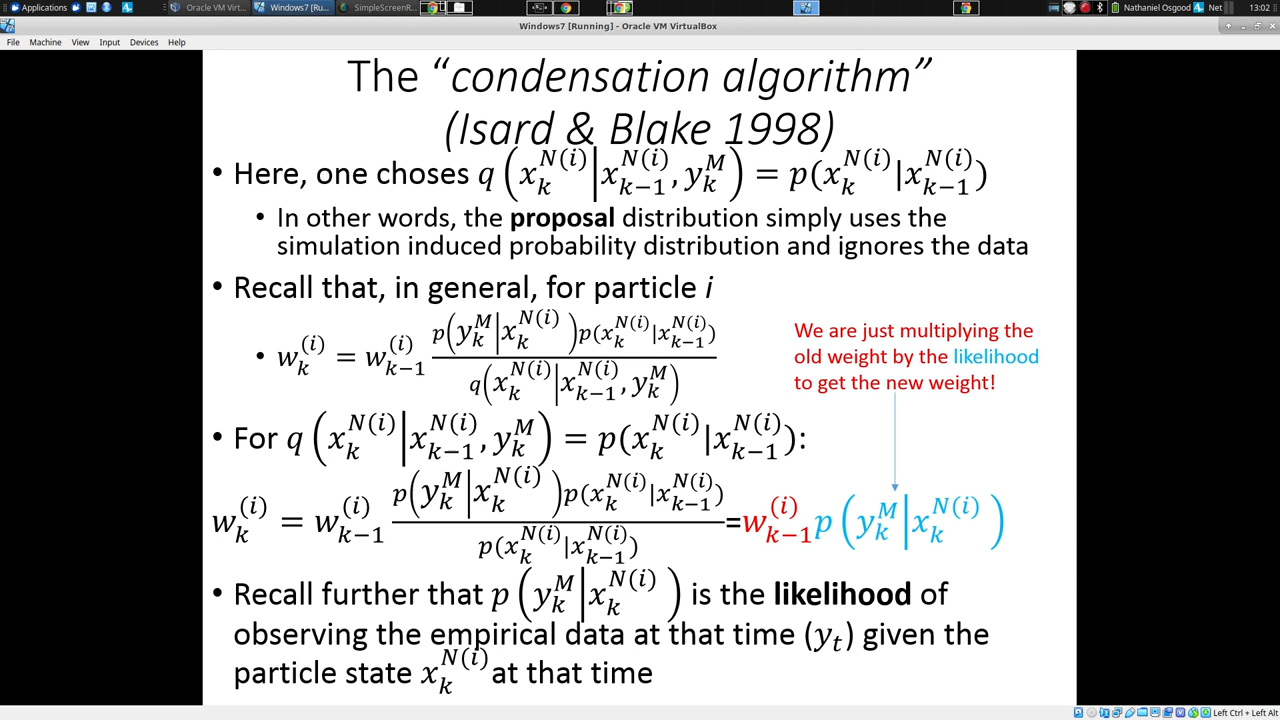 Applications
Oracle VM Virt...
Windows7 [Ru...
SimpleScreenR...
Nathaniel Osgood
Net
13:02
Windows7 [Running] - Oracle VM VirtualBox
File Machine View Input Devices Help
The “condensation algorithm”
(Isard & Blake 1998)
• Here, one choses q(x_k^{N(i)}|x_{k−1}^{N(i)}, y_k^M) = p(x_k^{N(i)}|x_{k−1}^{N(i)})
• In other words, the proposal distribution simply uses the
simulation induced probability distribution and ignores the data
• Recall that, in general, for particle i
• w_k^{(i)} = w_{k−1}^{(i)} \frac{p(y_k^M|x_k^{N(i)})p(x_k^{N(i)}|x_{k−1}^{N(i)})}{q(x_k^{N(i)}|x_{k−1}^{N(i)}, y_k^M)}
We are just multiplying the
old weight by the likelihood
to get the new weight!
• For q(x_k^{N(i)}|x_{k−1}^{N(i)}, y_k^M) = p(x_k^{N(i)}|x_{k−1}^{N(i)}):
w_k^{(i)} = w_{k−1}^{(i)} \frac{p(y_k^M|x_k^{N(i)})p(x_k^{N(i)}|x_{k−1}^{N(i)})}{p(x_k^{N(i)}|x_{k−1}^{N(i)})}=w_{k−1}^{(i)}p(y_k^M|x_k^{N(i)})
• Recall further that p(y_k^M|x_k^{N(i)}) is the likelihood of
observing the empirical data at that time (y_t) given the
particle state x_k^{N(i)} at that time
Left Ctrl + Left Alt